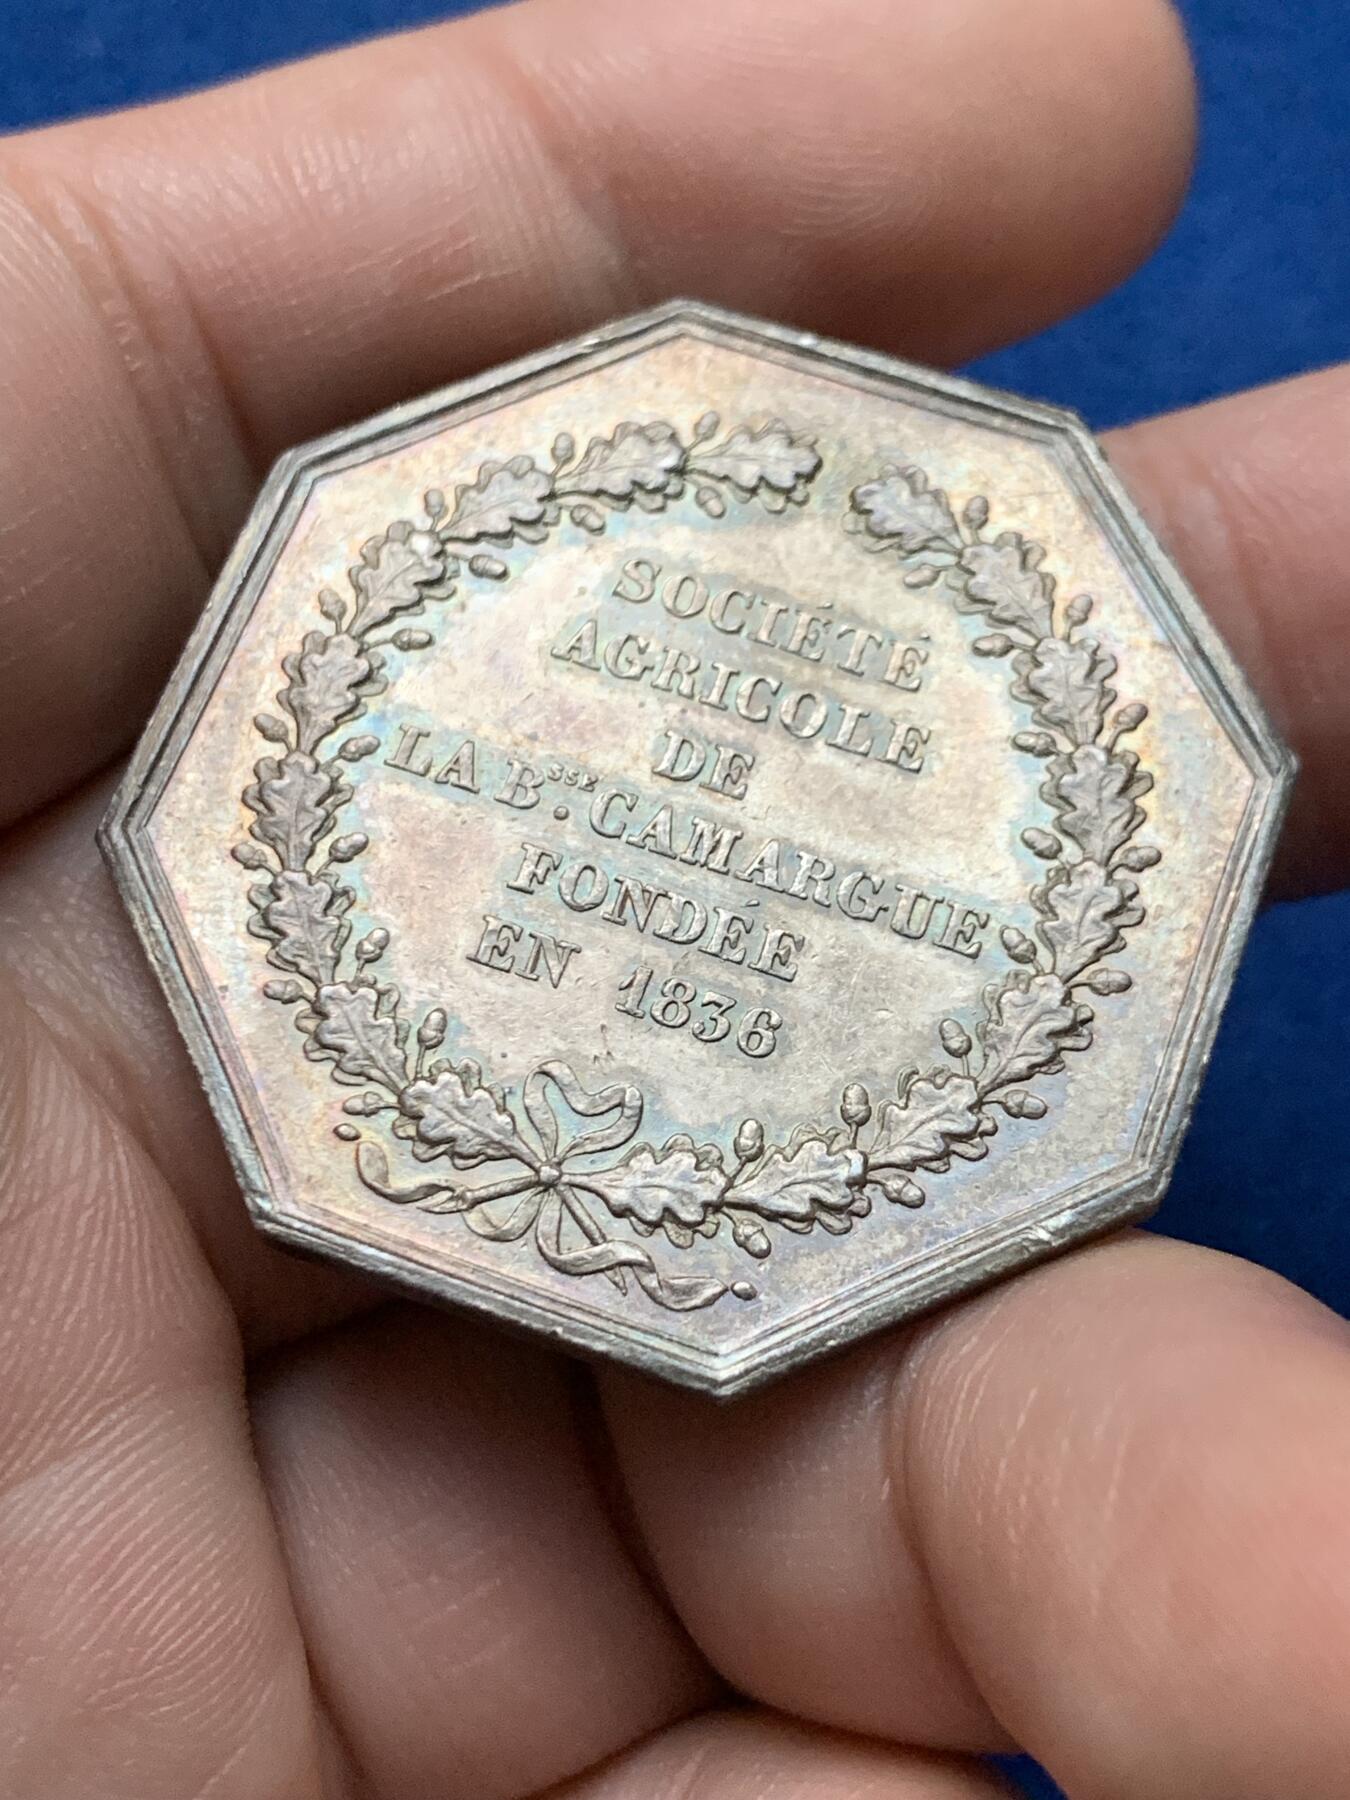 SOCIÉTÉ
AGRICOLE
DE
LA Bˢˢᴱ. CAMARGUE
FONDÉE
EN 1836